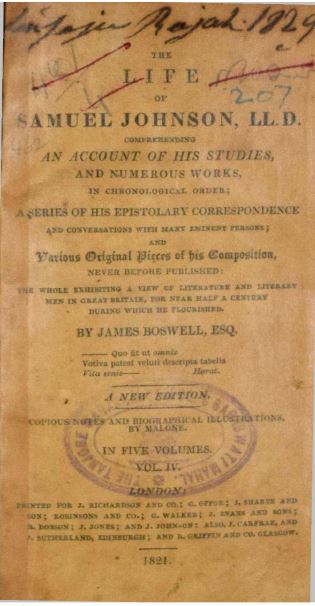 Rajah 1829
THE
LIFE
OF
207
SAMUEL JOHNSON, LL.D.
COMPREHENDING
462
AN ACCOUNT OF HIS STUDIES,
AND NUMEROUS WORKS,
IN CHRONOLOGICAL ORDER;
A SERIES OF HIS EPISTOLARY CORRESPONDENCE
AND CONVERSATIONS WITH MANY EMINENT PERSONS;
AND
Various Original Pieces of his Composition,
NEVER BEFORE PUBLISHED:
THE WHOLE EXHIBITING A VIEW OF LITERATURE AND LITERARY
MEN IN GREAT BRITAIN, FOR NEAR HALF A CENTURY
DURING WHICH HE FLOURISHED.
BY JAMES BOSWELL, ESQ.
—— Quo fit ut omnis
Votiva pateat veluti descripta tabella
Vita senis—— Horat.
A NEW EDITION.
COPIOUS NOTES AND BIOGRAPHICAL ILLUSTRATIONS,
BY MALONE.
IN FIVE VOLUMES.
VOL. IV.
LONDON:
PRINTED FOR J. RICHARDSON AND CO.; G. OFFOR; J. SHARPE AND
SON; ROBINSONS AND CO.; G. WALKER; J. EVANS AND SONS;
R. DOBSON; J. JONES; AND J. JOHNSON: ALSO, J. CARFRAE, AND
J. SUTHERLAND, EDINBURGH; AND R. GRIFFIN AND CO. GLASGOW.
1821.